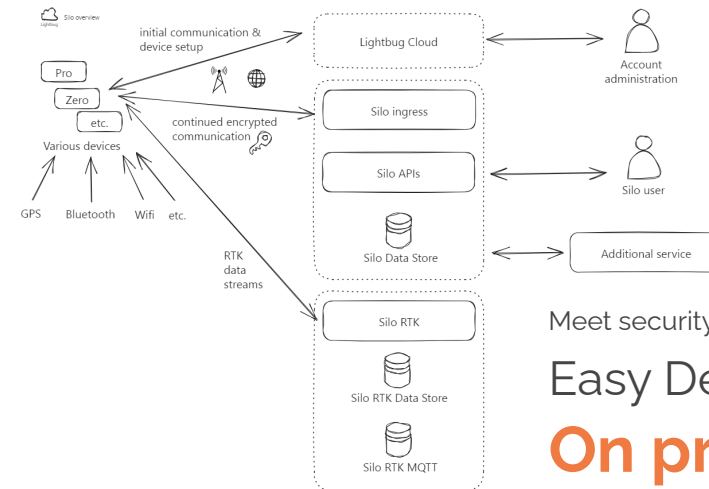 Lightbug
Silo overview
initial communication &
device setup
Lightbug Cloud
Account
administration
Pro
Zero
etc.
Various devices
continued encrypted
communication
Silo ingress
Silo APIs
Silo user
GPS
Bluetooth
Wifi
etc.
RTK
data
streams
Silo Data Store
Additional service
Silo RTK
Silo RTK Data Store
Silo RTK MQTT
Meet security
Easy De
On pr